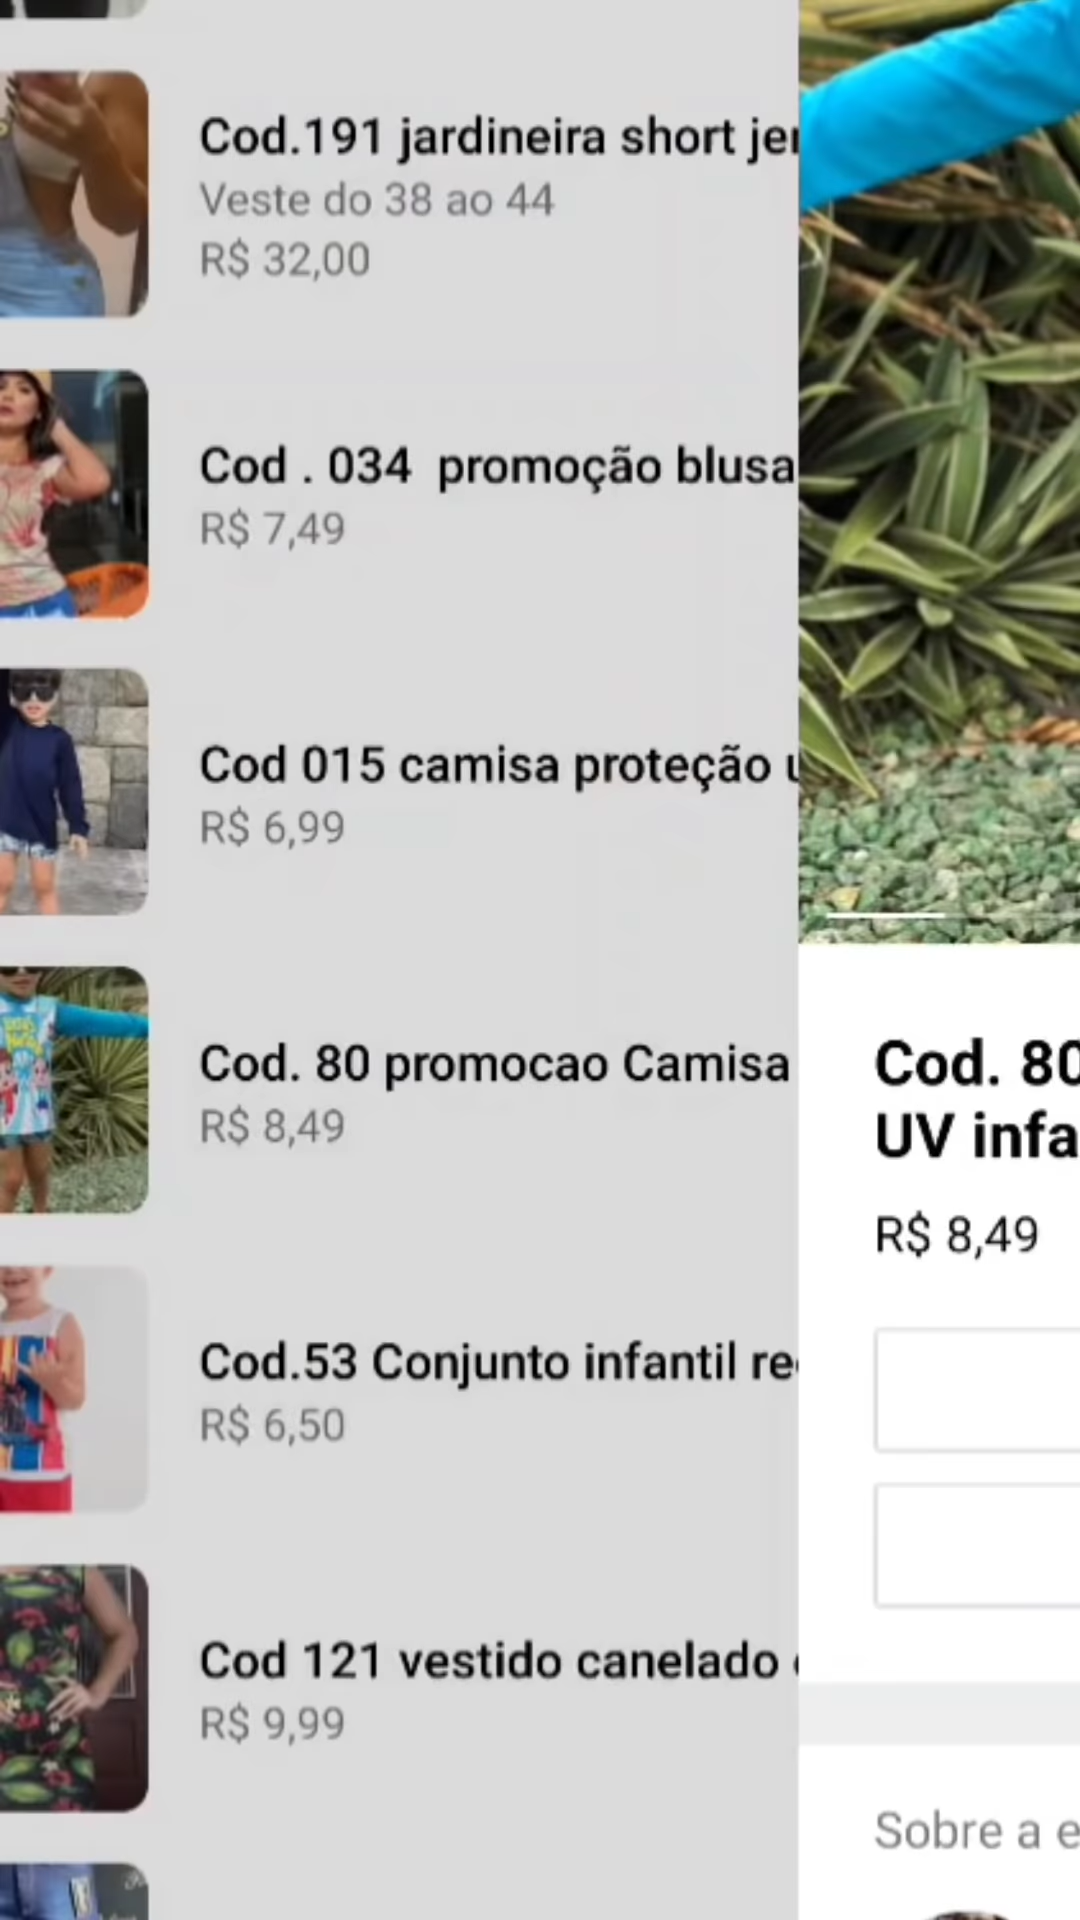 Cod.191 jardineira short
Veste do 38 ao 44
R$ 32,00
Cod . 034 promoção blusa
R$ 7,49
Cod 015 camisa proteção
R$ 6,99
Cod. 80 promocao Camisa
R$ 8,49
Cod.53 Conjunto infantil
R$ 6,50
Cod 121 vestido canelado
R$ 9,99
Cod. 80
UV infa
R$ 8,49
Sobre a e